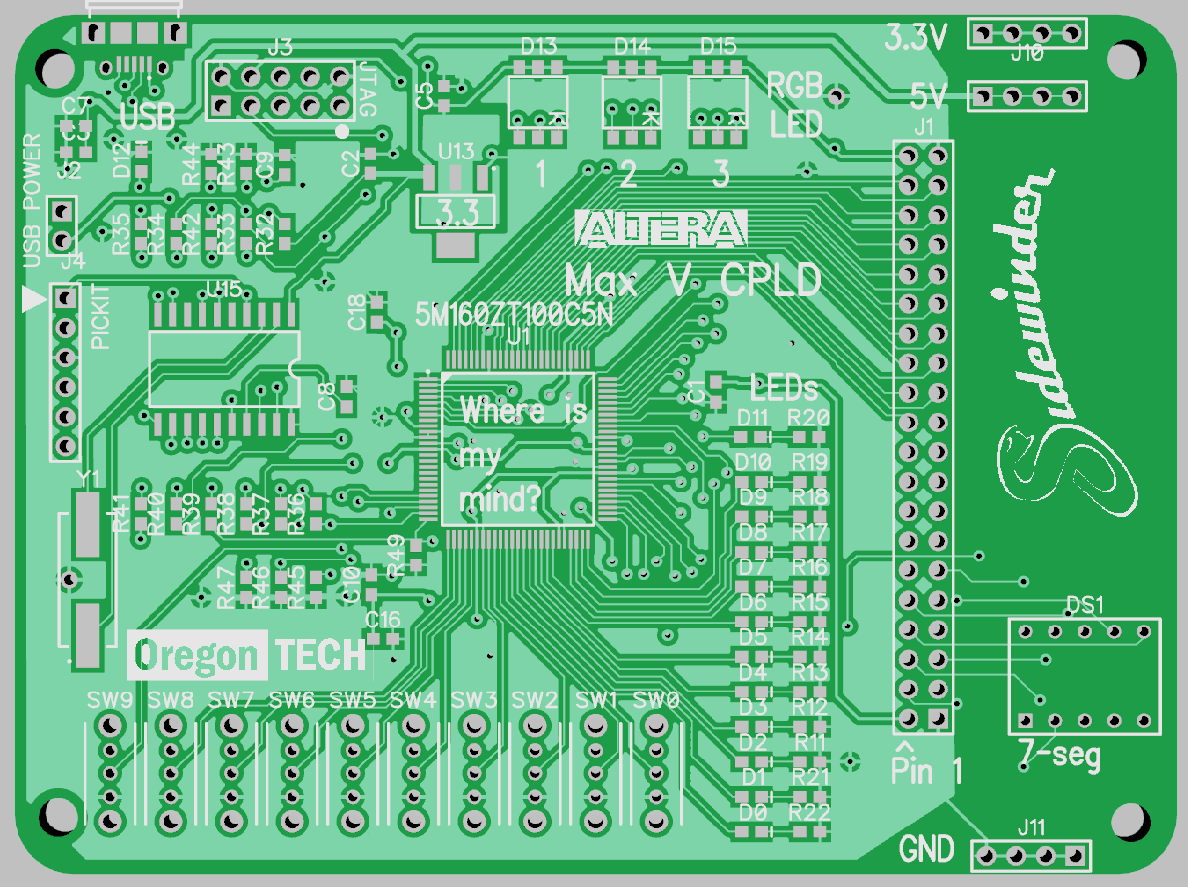 J3
D13 D14 D15
3.3V
J10
JTAG
C5
RGB
LED
5V
C7
USB
J1
USB POWER
J2
D12
R44
R43
C9
C2
U13
1 2 3
3.3
R35
R34
R42
R33
R32
ALTERA
J4
Max V CPLD
U15
PICKIT
C18
5M160ZT100C5N
U1
Sidewinder
C8
C1
LEDs
Where is
my
mind?
D11 R20
D10 R19
D9 R18
D8 R17
D7 R16
D6 R15
D5 R14
D4 R13
D3 R12
D2 R11
D1 R21
D0 R22
Y1
R41
R40
R39
R38
R37
R36
R49
R47
R46
R45
C10
C16
DS1
Oregon TECH
SW9 SW8 SW7 SW6 SW5 SW4 SW3 SW2 SW1 SW0
7-seg
^
Pin 1
J11
GND